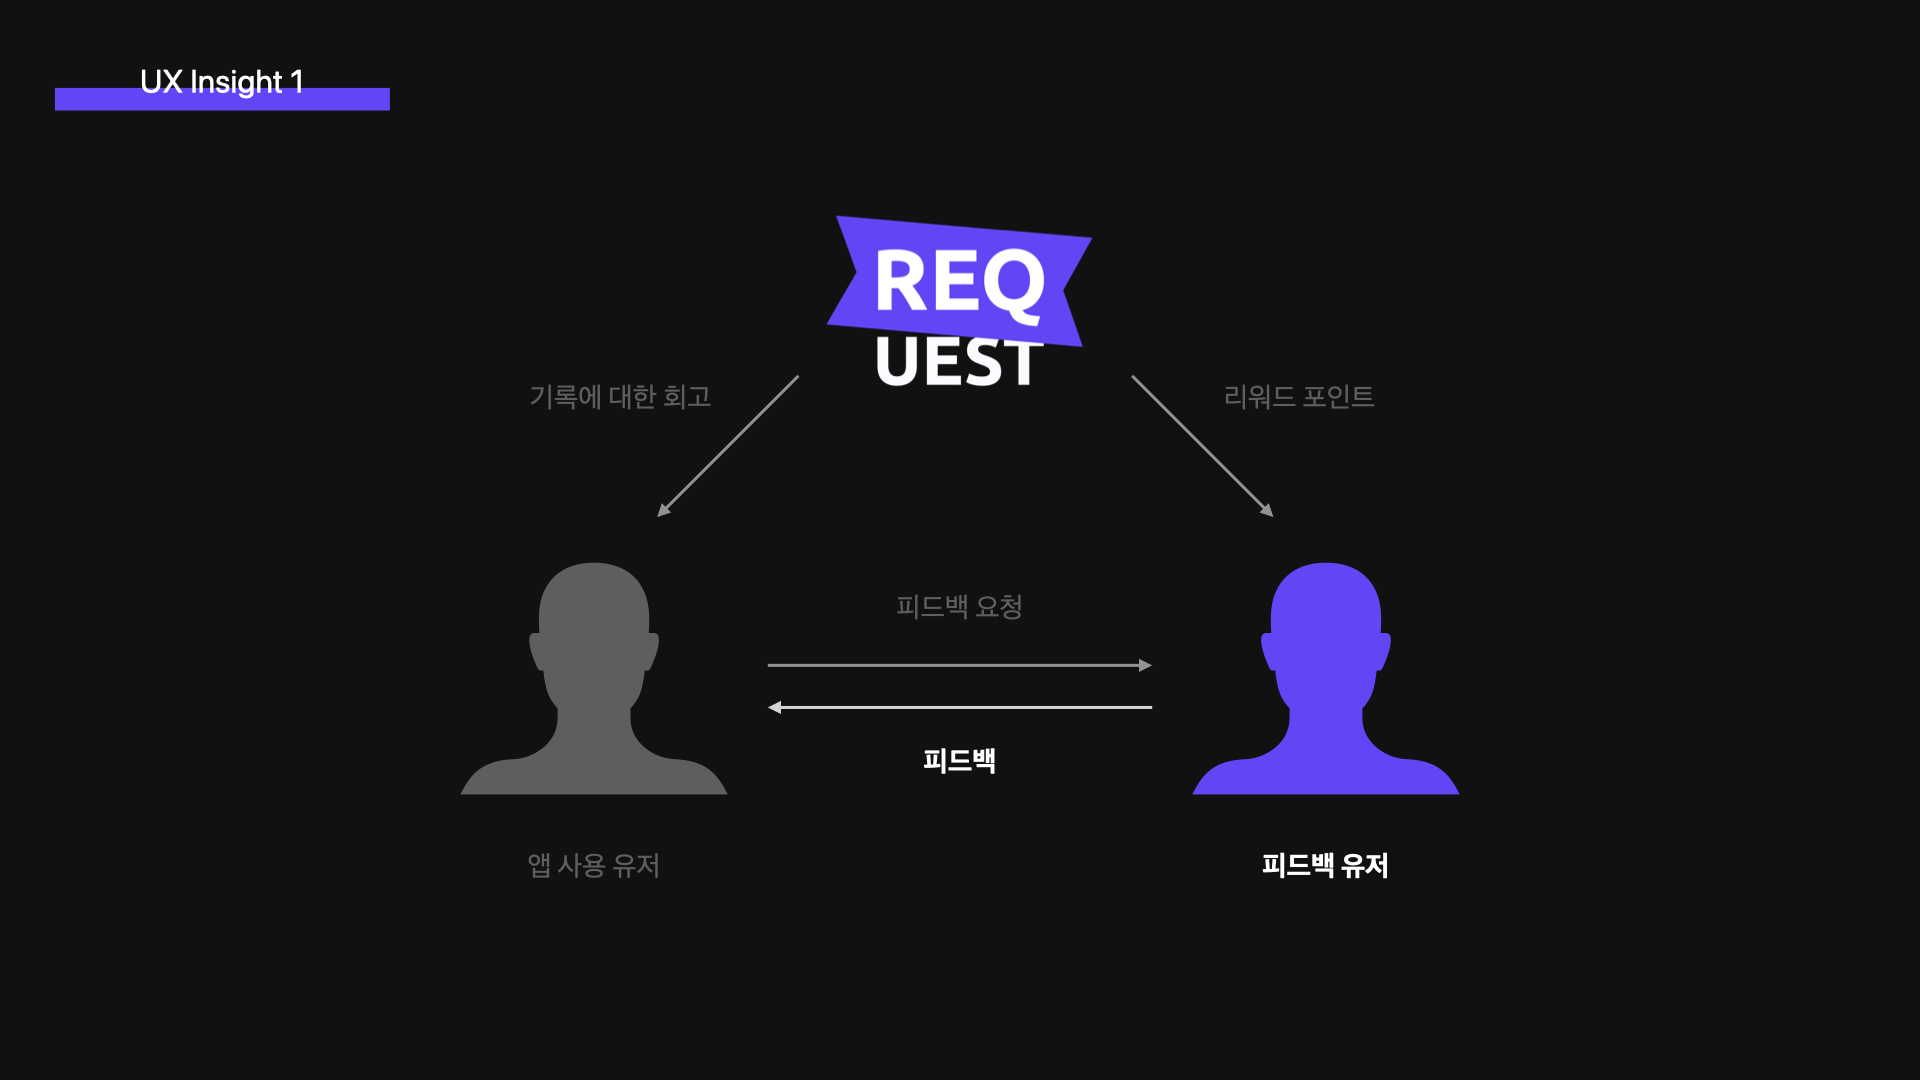 UX Insight 1
REQ
UEST
기록에 대한 회고
리워드 포인트
피드백 요청
피드백
앱 사용 유저
피드백 유저